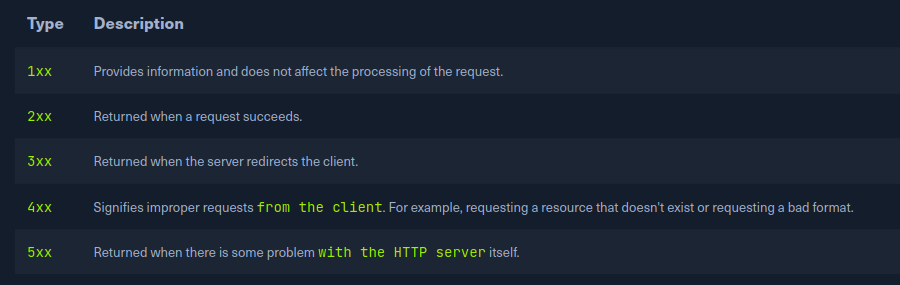 Type Description
1xx Provides information and does not affect the processing of the request.
2xx Returned when a request succeeds.
3xx Returned when the server redirects the client.
4xx Signifies improper requests from the client. For example, requesting a resource that doesn't exist or requesting a bad format.
5xx Returned when there is some problem with the HTTP server itself.